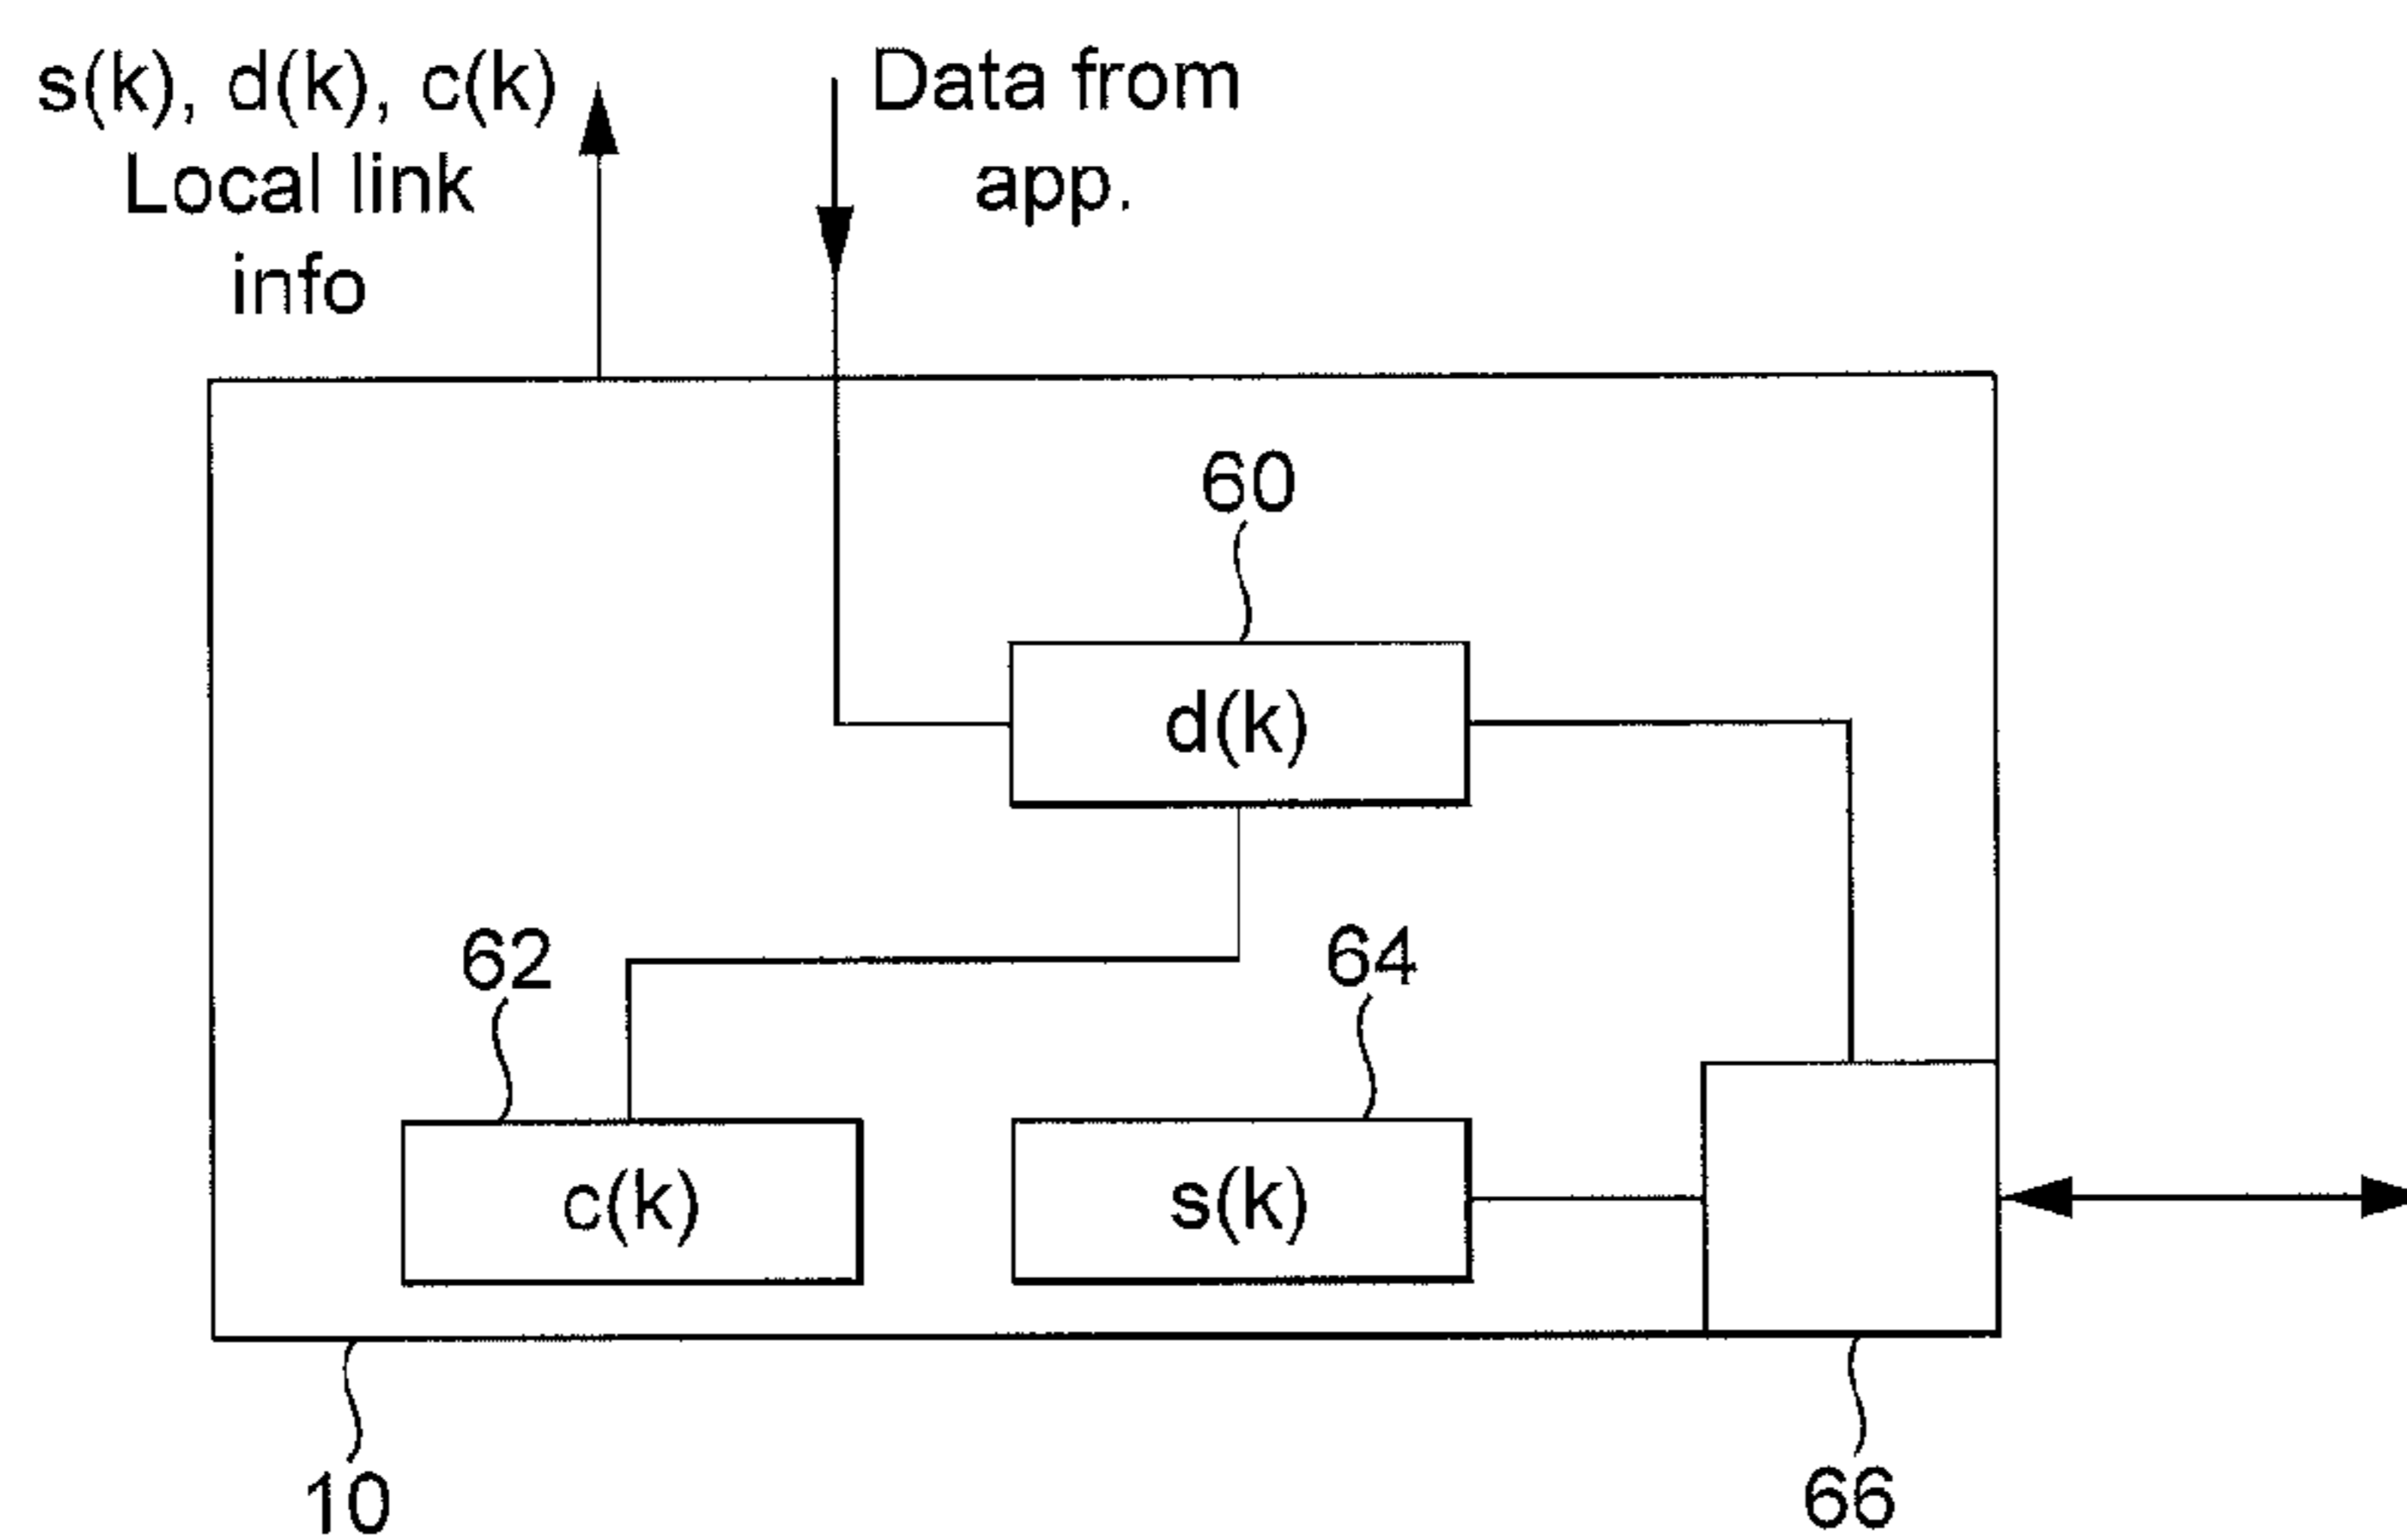 s(k), d(k), c(k)
Local link
info
Data from
app.
60
d(k)
62
64
c(k)
s(k)
10
66